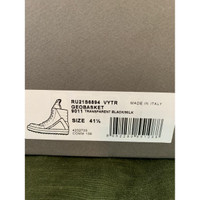 RU21S6894 VYTR
MADE IN ITALY
GEOBASKET
9011 TRANSPARENT BLACK/MILK
SIZE 41½